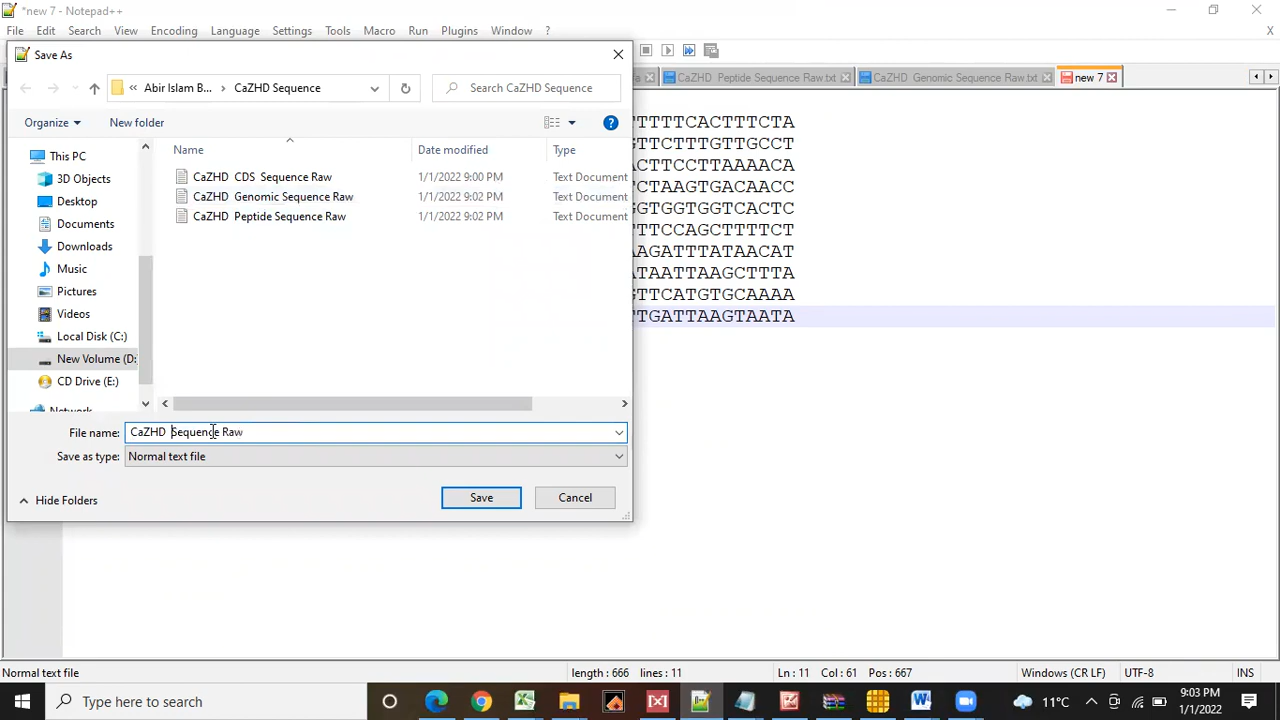 *new 7 - Notepad++
File Edit Search View Encoding Language Settings Tools Macro Run Plugins Window ? X
Save As
CaZHD Peptide Sequence Raw.txt CaZHD Genomic Sequence Raw.txt new 7
« Abir Islam B... › CaZHD Sequence Search CaZHD Sequence
Organize New folder
Name Date modified Type
This PC
3D Objects
Desktop
Documents
Downloads
Music
Pictures
Videos
Local Disk (C:)
New Volume (D:
CD Drive (E:)
Network
CaZHD CDS Sequence Raw 1/1/2022 9:00 PM Text Document
CaZHD Genomic Sequence Raw 1/1/2022 9:02 PM Text Document
CaZHD Peptide Sequence Raw 1/1/2022 9:02 PM Text Document
File name: CaZHD Sequence Raw
Save as type: Normal text file
Hide Folders Save Cancel
TTTTCACTTTCTA
TTCTTTGTTGCCT
CTTCCTTAAAACA
CTAAGTGACAACC
GTGGTGGTCACTC
TTCCAGCTTTTCT
AGATTTATAACAT
TAATTAAGCTTTA
TTCATGTGCAAAA
TGATTAAGTAATA
Normal text file length : 666 lines : 11 Ln : 11 Col : 61 Pos : 667 Windows (CR LF) UTF-8 INS
Type here to search 11°C 9:03 PM
1/1/2022